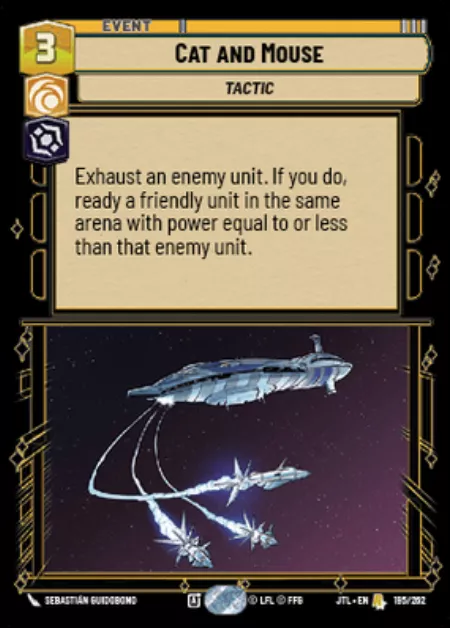 EVENT
3
CAT AND MOUSE
TACTIC
Exhaust an enemy unit. If you do,
ready a friendly unit in the same
arena with power equal to or less
than that enemy unit.
SEBASTIÁN GUIDOBONO
© LFL © FFG
JTL • EN
195/262